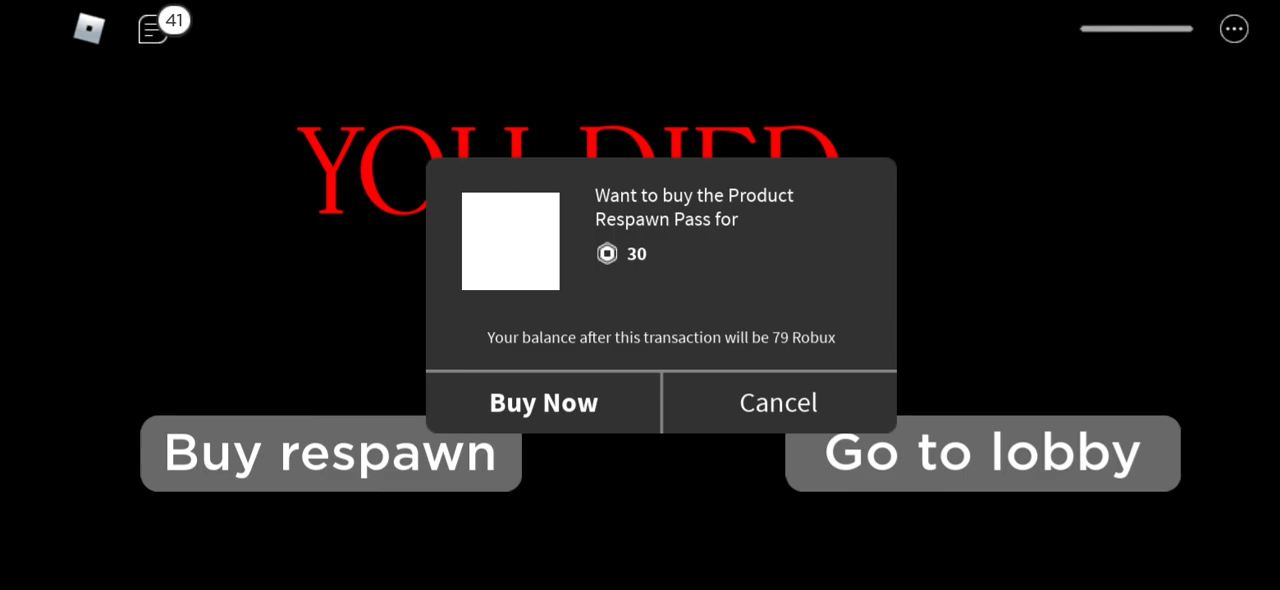 41
YOU DIED
Want to buy the Product
Respawn Pass for
30
Your balance after this transaction will be 79 Robux
Buy Now
Cancel
Buy respawn
Go to lobby